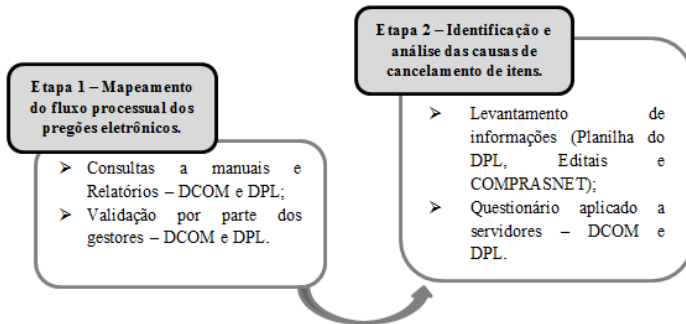 Etapa 1 – Mapeamento
do fluxo processual dos
pregões eletrônicos.
➤ Consultas a manuais e
Relatórios – DCOM e DPL;
➤ Validação por parte dos
gestores – DCOM e DPL.
Etapa 2 – Identificação e
análise das causas de
cancelamento de itens.
➤ Levantamento de
informações (Planilha do
DPL, Editais e
COMPRASNET);
➤ Questionário aplicado a
servidores – DCOM e
DPL.